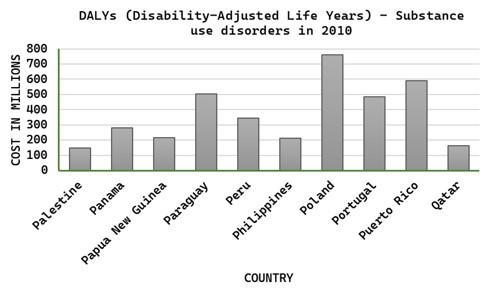 DALYs (Disability-Adjusted Life Years) - Substance
use disorders in 2010
COST IN MILLIONS
800
700
600
500
400
300
200
100
0
Palestine
Panama
Papua New Guinea
Paraguay
Peru
Philippines
Poland
Portugal
Puerto Rico
Qatar
COUNTRY